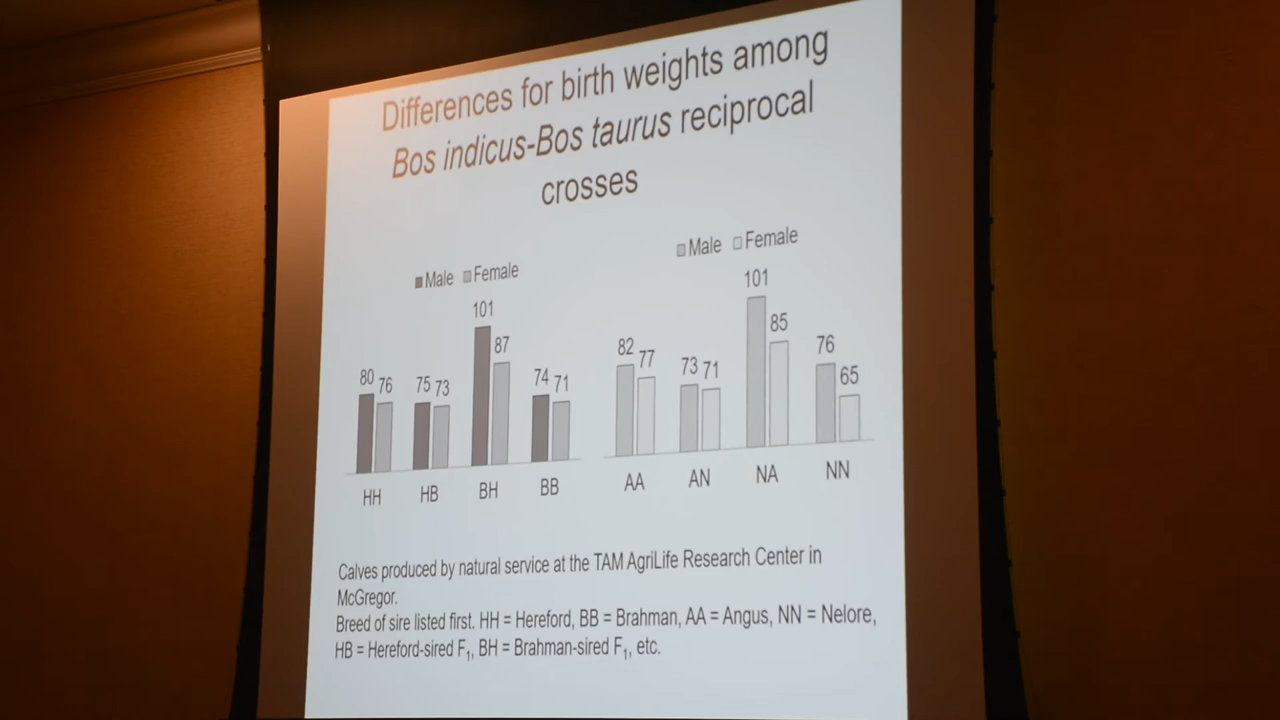 Differences for birth weights among
Bos indicus-Bos taurus reciprocal
crosses
Male Female
101
87
80 76 75 73 74 71
HH HB BH BB
Male Female
101
85
82 77 73 71 76 65
AA AN NA NN
Calves produced by natural service at the TAM AgriLife Research Center in
McGregor.
Breed of sire listed first. HH = Hereford, BB = Brahman, AA = Angus, NN = Nelore,
HB = Hereford-sired F₁, BH = Brahman-sired F₁, etc.